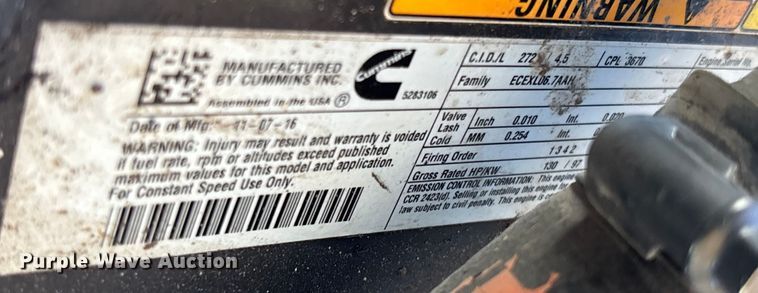 WARNING
WARNING
MANUFACTURED
BY CUMMINS INC.
Assembled in the USA ®
Cummins
5283106
Date of Mfg. 11-07-16
WARNING: Injury may result and warranty is voided
if fuel rate, rpm or altitudes exceed published
maximum values for this model and application.
For Constant Speed Use Only.
C.I.D./L 272 4.5 CPL 3670 Engine Serial No.
Family ECEXL06.7AAH
Valve
Lash
Cold
Inch 0.010 Int. 0.020
MM 0.254 Int.
Firing Order 1 3 4 2
Gross Rated HP/KW 130 / 97
EMISSION CONTROL INFORMATION:
CCR 2423(d). Selling or installing this engine
law subject to civil penalty. This engine
Purple Wave Auction